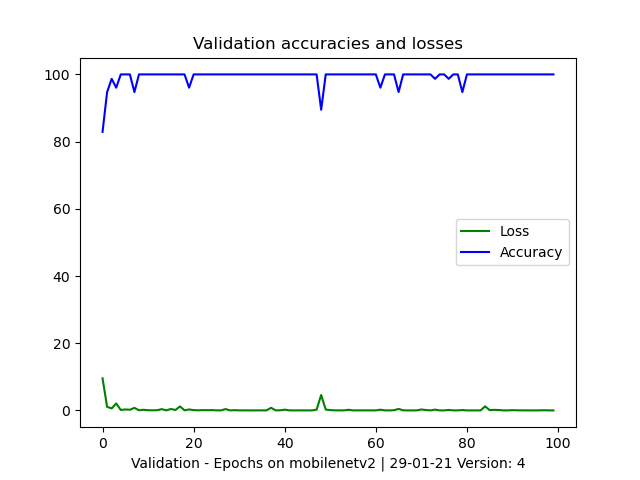 Validation accuracies and losses
100
80
60
40
20
0
Loss
Accuracy
0 20 40 60 80 100
Validation - Epochs on mobilenetv2 | 29-01-21 Version: 4